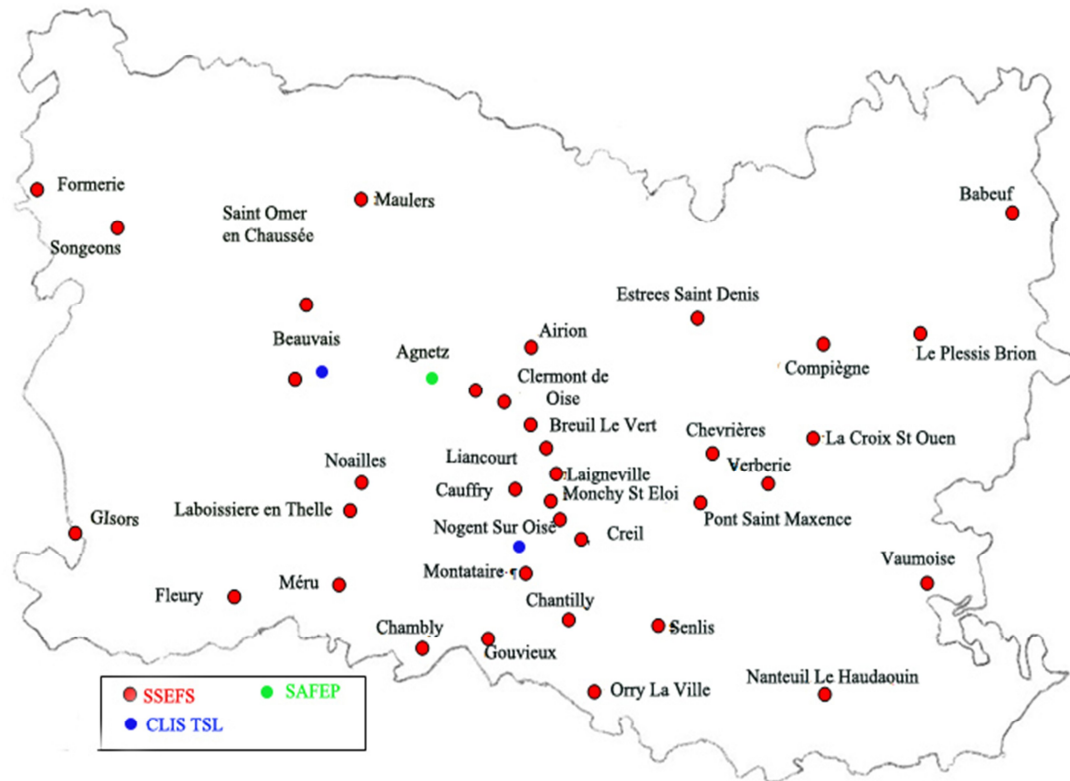 Formerie
Songeons
Saint Omer
en Chaussée
Maulers
Babeuf
Estrees Saint Denis
Airion
Beauvais
Agnetz
Compiègne
Le Plessis Brion
Clermont de
Oise
Breuil Le Vert
Chevrières
La Croix St Ouen
Liancourt
Noailles
Laigneville
Verberie
Cauffry
Monchy St Eloi
Laboissiere en Thelle
Pont Saint Maxence
GIsors
Nogent Sur Oise
Creil
Vaumoise
Montataire
Méru
Fleury
Chantilly
Chambly
Senlis
Gouvieux
Orry La Ville
Nanteuil Le Haudaouin
SSEFS
SAFEP
CLIS TSL